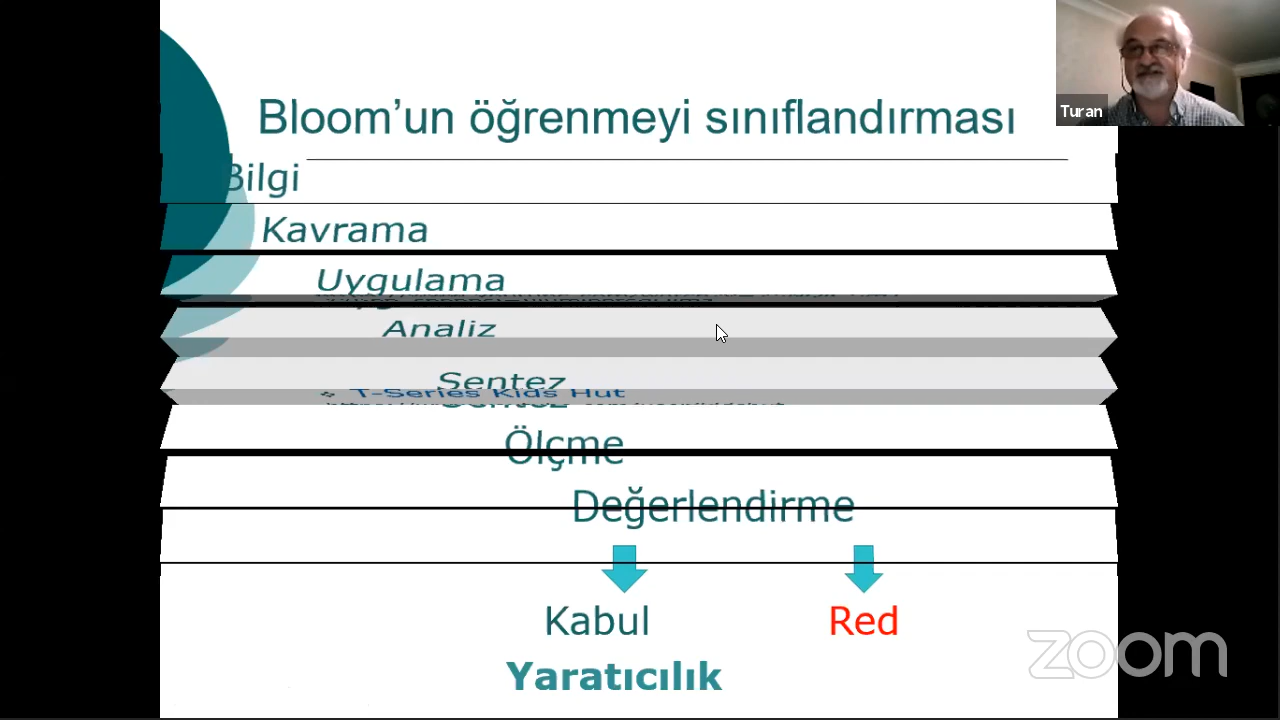 Bloom’un öğrenmeyi sınıflandırması
Turan
Bilgi
Kavrama
Uygulama
Analiz
Sentez
T-Series Kids Hut
Ölçme
Değerlendirme
Kabul Red
Yaratıcılık
zoom